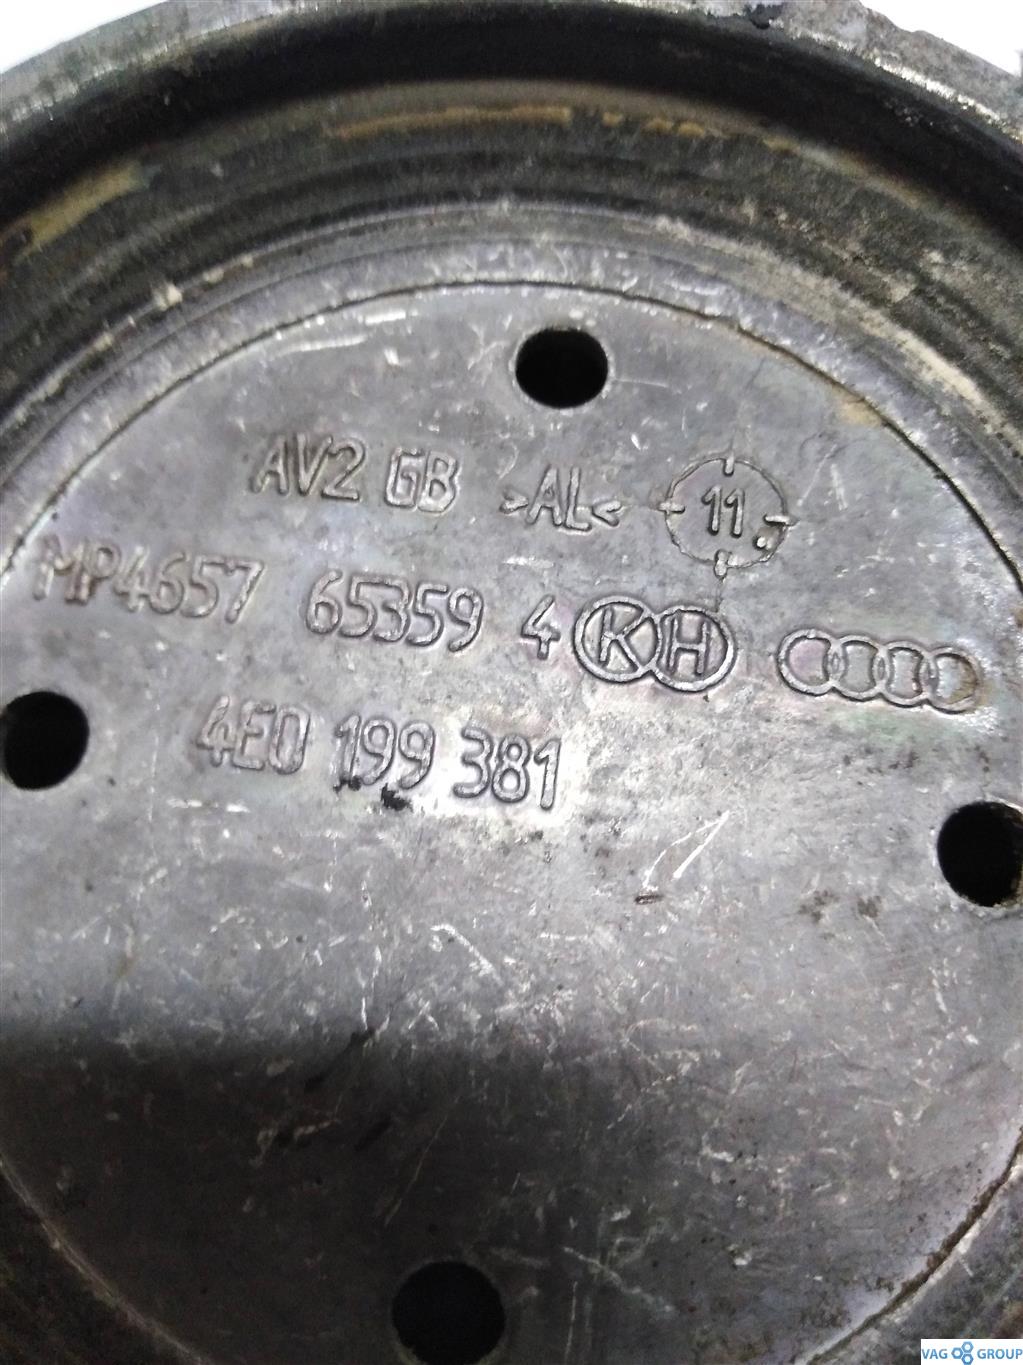 AV2 GB >AL< 11
MP4657 65359 4 KH
4E0 199 381
VAG GROUP